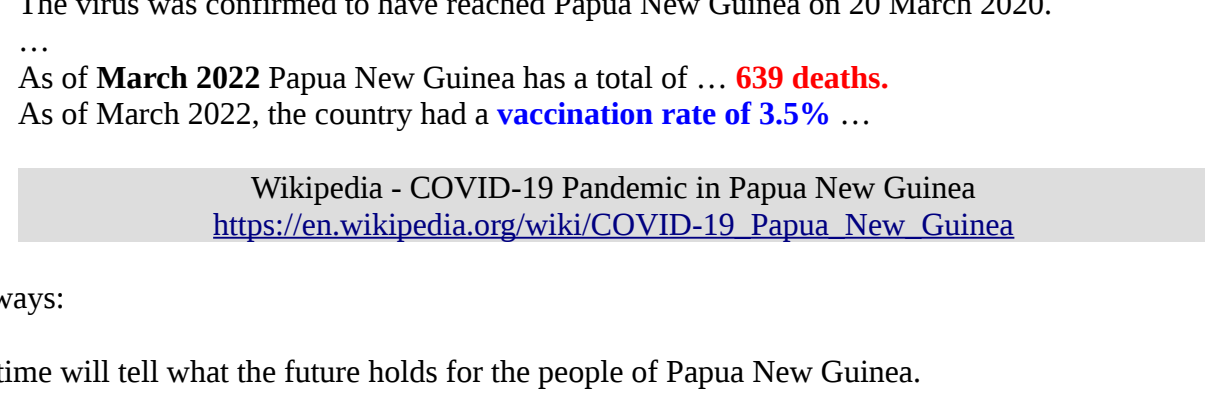 The virus was confirmed to have reached Papua New Guinea on 20 March 2020.
…
As of March 2022 Papua New Guinea has a total of … 639 deaths.
As of March 2022, the country had a vaccination rate of 3.5% …
Wikipedia - COVID-19 Pandemic in Papua New Guinea
https://en.wikipedia.org/wiki/COVID-19_Papua_New_Guinea
ways:
time will tell what the future holds for the people of Papua New Guinea.